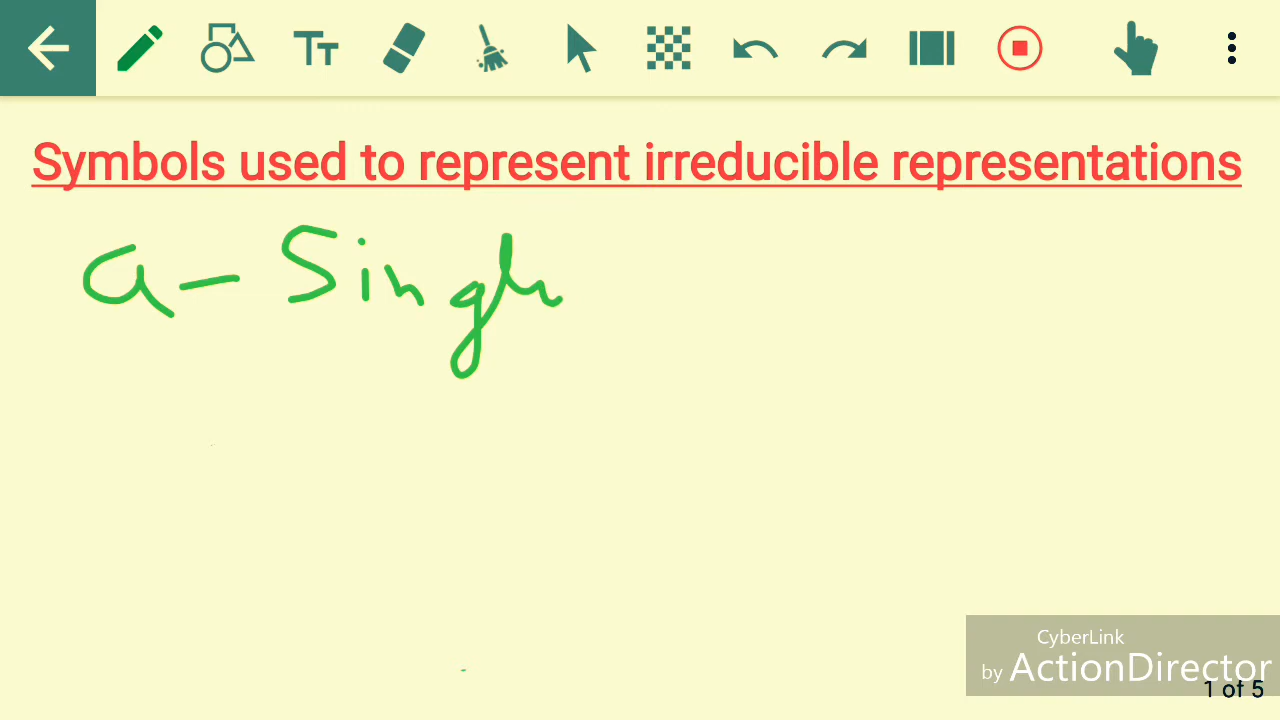 Symbols used to represent irreducible representations
a - Singl
CyberLink
by ActionDirector
1 of 5